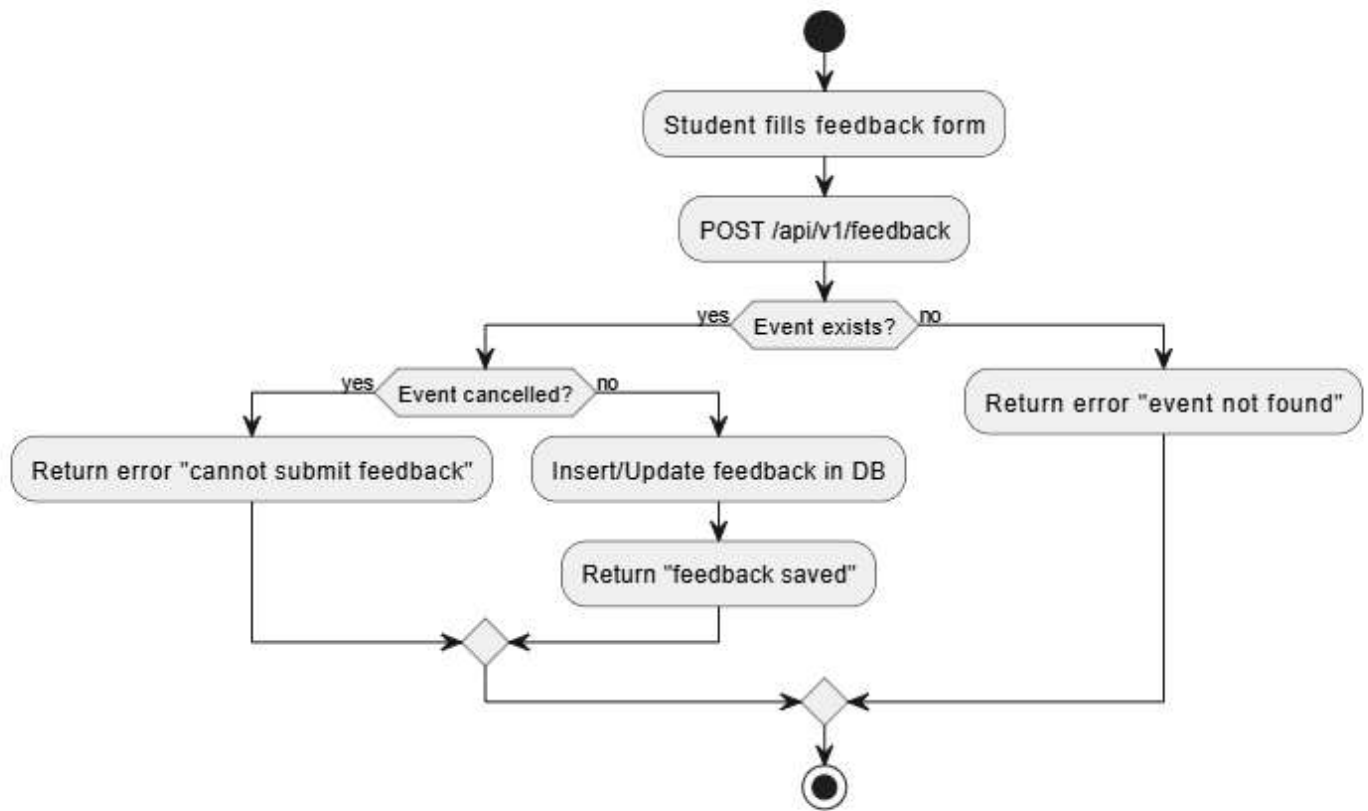 Student fills feedback form
POST /api/v1/feedback
yes
Event exists?
no
yes
Event cancelled?
no
Return error "event not found"
Return error "cannot submit feedback"
Insert/Update feedback in DB
Return "feedback saved"